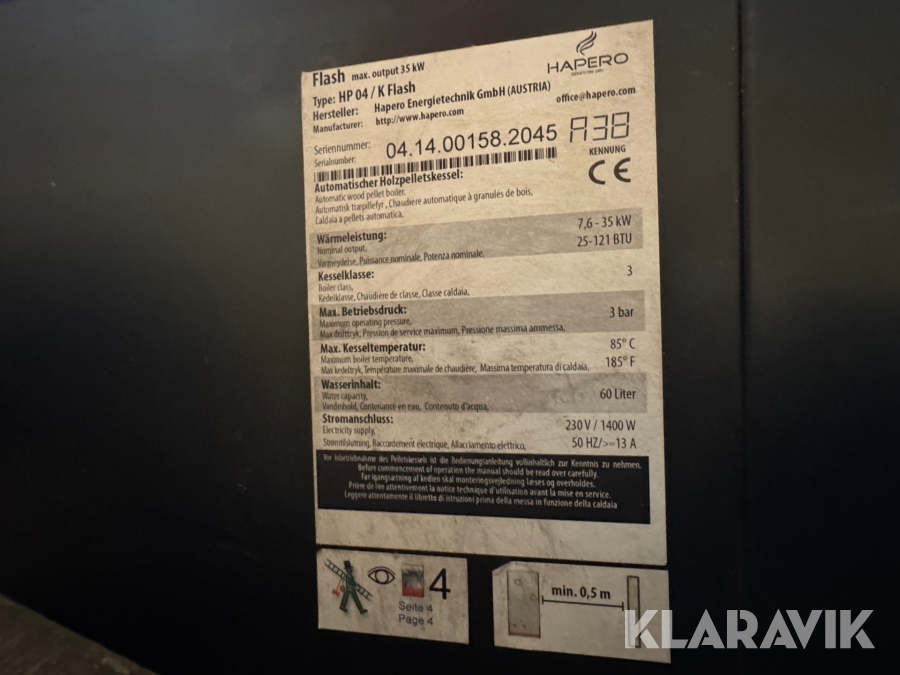 Flash max. output 35 kW
Type: HP 04 / K Flash
Hersteller: Hapero Energietechnik GmbH (AUSTRIA)
Manufacturer: http://www.hapero.com
office@hapero.com
HAPERO
Seriennummer:
Serialnumber:
04.14.00158.2045
A38
KENNUNG
CE
Automatischer Holzpelletskessel:
Automatic wood pellet boiler,
Automatisk træpillefyr, Chaudière automatique à granulés de bois,
Caldaia a pellets automatica.
Wärmeleistung: 7,6 - 35 kW
Nominal output, 25-121 BTU
Varmeydelse, Puissance nominale, Potenza nominale,
Kesselklasse: 3
Boiler class,
Kedelklasse, Chaudière de classe, Classe caldaia,
Max. Betriebsdruck: 3 bar
Maximum operating pressure,
Max drifttryk, Pression de service maximum, Pressione massima ammessa,
Max. Kesseltemperatur: 85° C
Maximum boiler temperature, 185° F
Max kedeltryk, Température maximale de chaudière, Massima temperatura di caldaia,
Wasserinhalt: 60 Liter
Water capacity,
Vandinhold, Contenance en eau, Contenuto d'acqua,
Stromanschluss: 230 V / 1400 W
Electricity supply, 50 HZ/>=13 A
Strømtilslutning, Raccordement électrique, Allacciamento elettrico,
Vor Inbetriebnahme des Pelletskessels ist die Bedienungsanleitung vollinhaltlich zur Kenntnis zu nehmen.
Before commencement of operation the manual should be read over carefully.
Før igangsætning af kedlen skal monteringsvejledning læses og overholdes.
Prière de lire attentivement la notice technique d'utilisation avant la mise en service.
Leggere attentamente il libretto di istruzioni prima della messa in funzione della caldaia
4
Seite 4
Page 4
min. 0,5 m
KLARAVIK